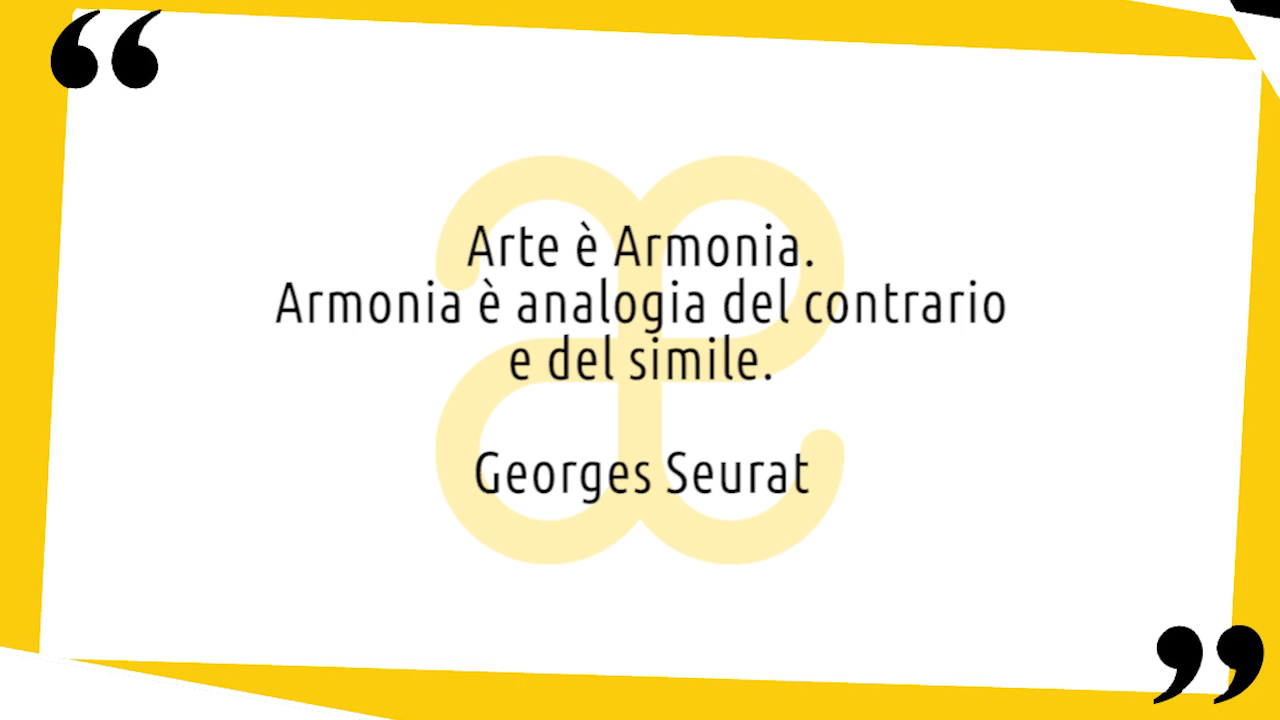 “
Arte è Armonia.
Armonia è analogia del contrario
e del simile.
Georges Seurat
”
æ